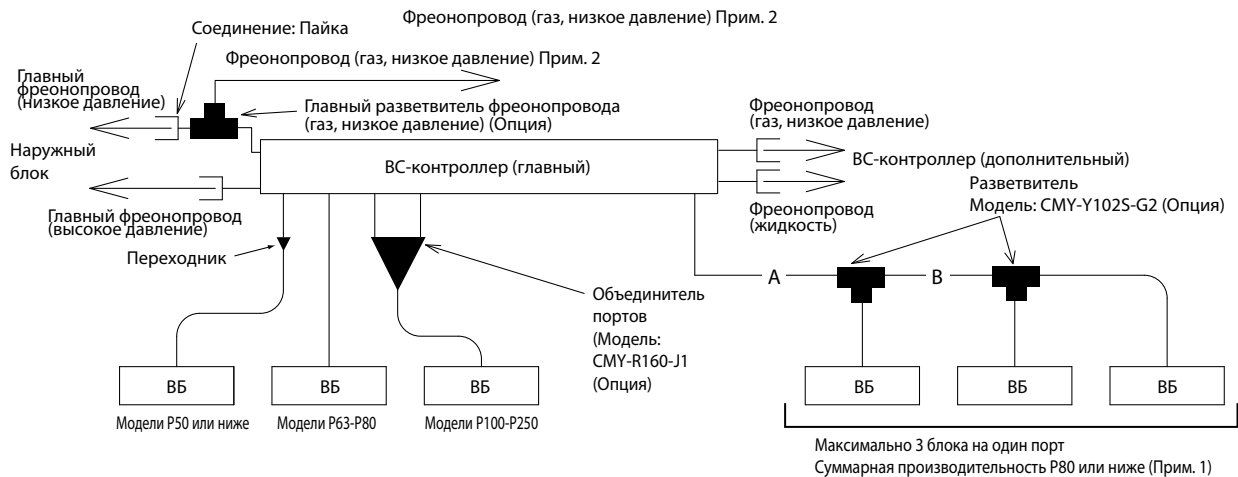 Фреонопровод (газ, низкое давление) Прим. 2
Соединение: Пайка
Фреонопровод (газ, низкое давление) Прим. 2
Главный
фреонопровод
(низкое давление)
Главный разветвитель фреонопровода
(газ, низкое давление) (Опция)
Фреонопровод
(газ, низкое давление)
Наружный
блок
ВС-контроллер (главный)
ВС-контроллер (дополнительный)
Разветвитель
Модель: CMY-Y102S-G2 (Опция)
Главный фреонопровод
(высокое давление)
Фреонопровод
(жидкость)
Переходник
A
B
Объединитель
портов
(Модель:
CMY-R160-J1
(Опция)
ВБ
ВБ
ВБ
ВБ
ВБ
ВБ
Модели P50 или ниже
Модели P63-P80
Модели P100-P250
Максимально 3 блока на один порт
Суммарная производительность P80 или ниже (Прим. 1)